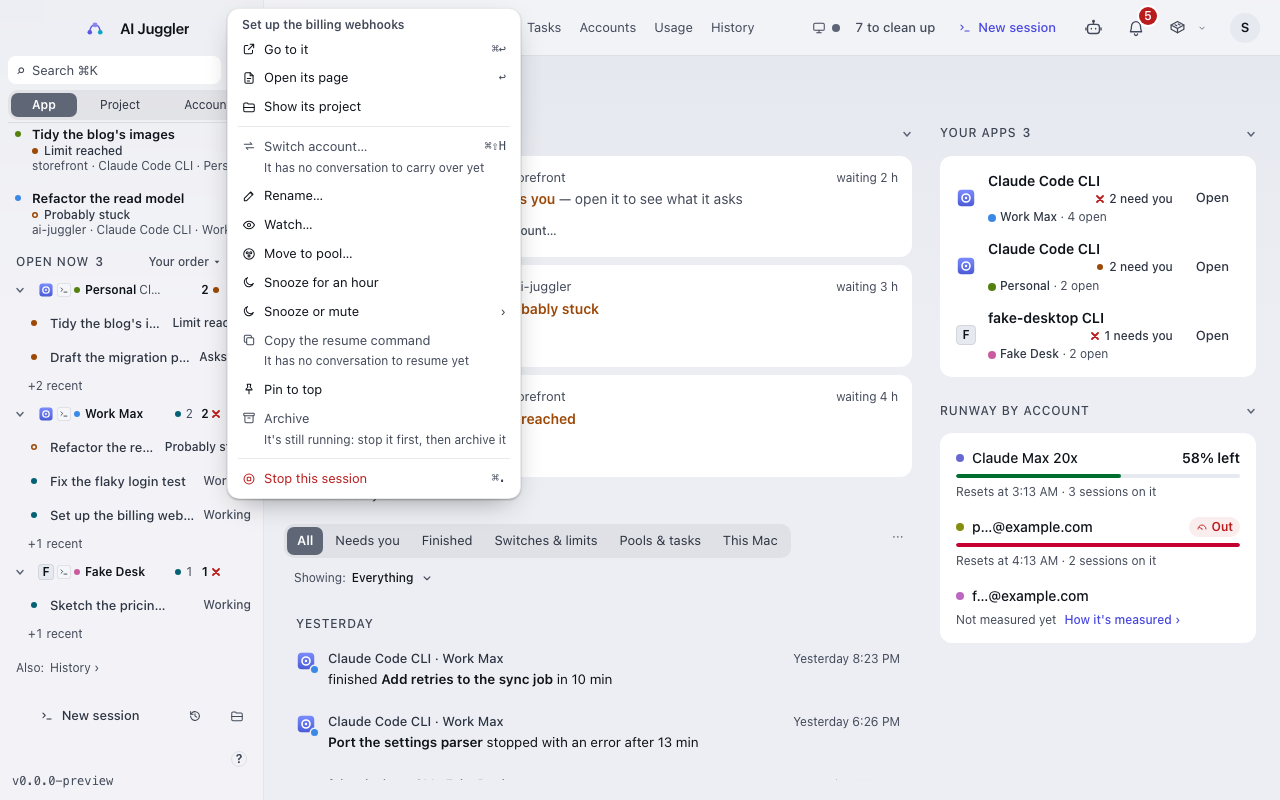 AI Juggler
Search ⌘K
App
Project
Accoun
Tidy the blog's images
Limit reached
storefront · Claude Code CLI · Pers
Refactor the read model
Probably stuck
ai-juggler · Claude Code CLI · Work
OPEN NOW 3
Your order
Personal Cl...
2
Tidy the blog's i...
Limit reac
Draft the migration p...
Asks
+2 recent
Work Max
2
2
Refactor the re...
Probably st
Fix the flaky login test
Wor
Set up the billing web...
Working
+1 recent
F
Fake Desk
1
1
Sketch the pricin...
Working
+1 recent
Also: History ›
New session
?
v0.0.0-preview
Set up the billing webhooks
Go to it
⌘↩
Open its page
↩
Show its project
Switch account...
⌘⇧H
It has no conversation to carry over yet
Rename...
Watch...
Move to pool...
Snooze for an hour
Snooze or mute
›
Copy the resume command
It has no conversation to resume yet
Pin to top
Archive
It's still running: stop it first, then archive it
Stop this session
⌘.
Tasks
Accounts
Usage
History
7 to clean up
New session
5
S
refront
waiting 2 h
s you — open it to see what it asks
ount...
i-juggler
waiting 3 h
bably stuck
refront
waiting 4 h
reached
All
Needs you
Finished
Switches & limits
Pools & tasks
This Mac
...
Showing: Everything
YESTERDAY
Claude Code CLI · Work Max
Yesterday 8:23 PM
finished Add retries to the sync job in 10 min
Claude Code CLI · Work Max
Yesterday 6:26 PM
Port the settings parser stopped with an error after 13 min
YOUR APPS 3
Claude Code CLI
2 need you
Work Max · 4 open
Open
Claude Code CLI
2 need you
Personal · 2 open
Open
F
fake-desktop CLI
1 needs you
Fake Desk · 2 open
Open
RUNWAY BY ACCOUNT
Claude Max 20x
58% left
Resets at 3:13 AM · 3 sessions on it
p...@example.com
Out
Resets at 4:13 AM · 2 sessions on it
f...@example.com
Not measured yet
How it's measured ›